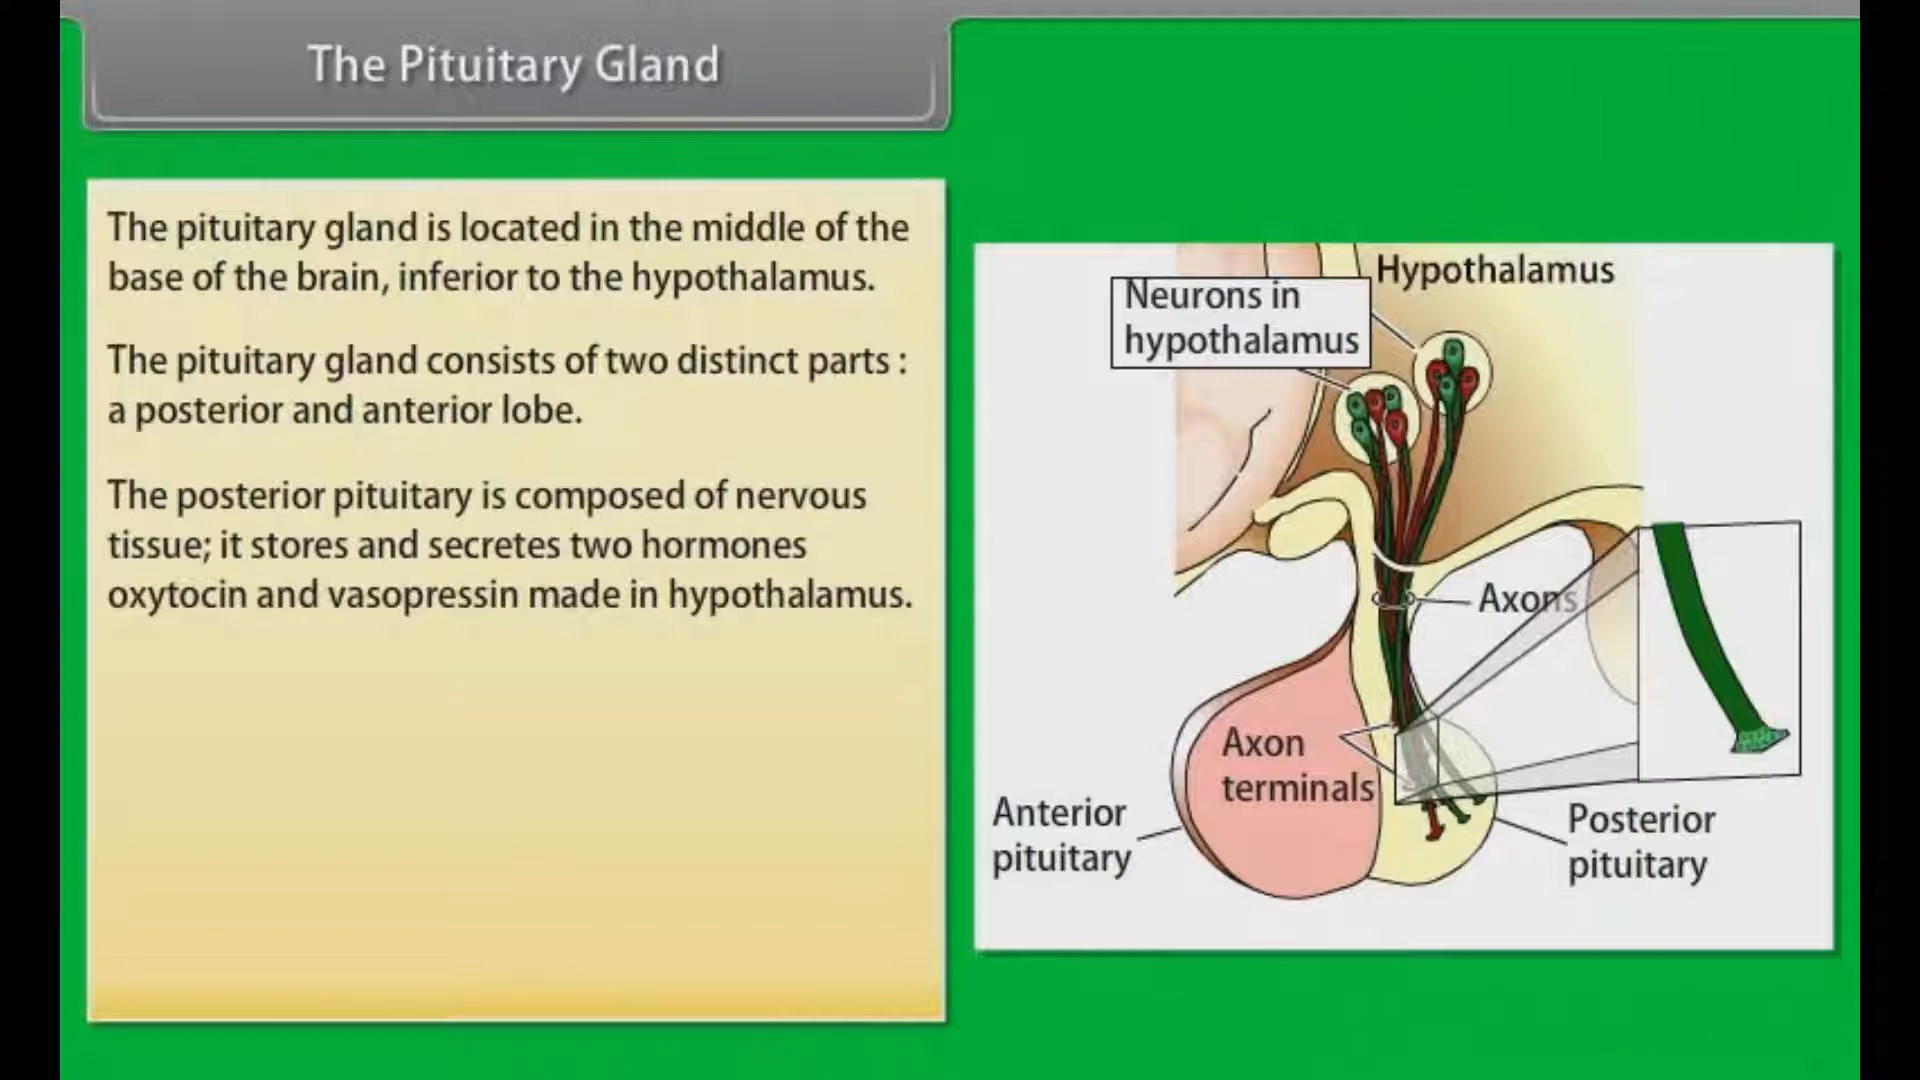 The Pituitary Gland
The pituitary gland is located in the middle of the
base of the brain, inferior to the hypothalamus.
The pituitary gland consists of two distinct parts :
a posterior and anterior lobe.
The posterior pituitary is composed of nervous
tissue; it stores and secretes two hormones
oxytocin and vasopressin made in hypothalamus.
Hypothalamus
Neurons in
hypothalamus
Axons
Axon
terminals
Anterior
pituitary
Posterior
pituitary